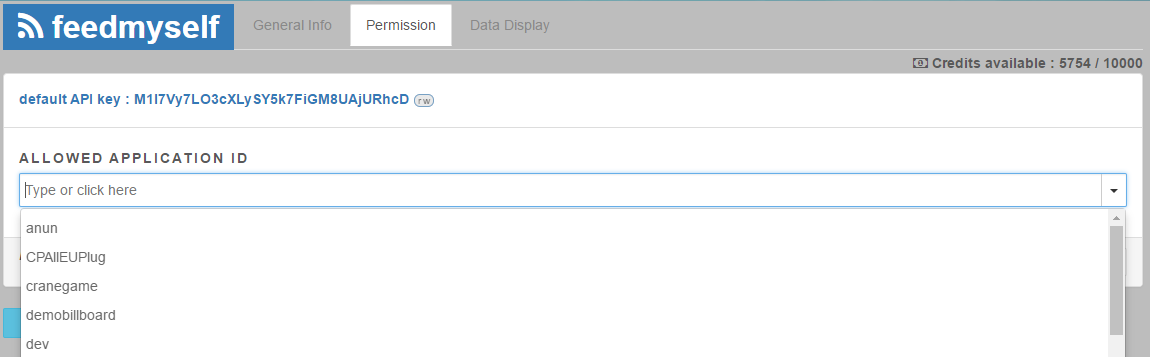 feedmyself
General Info
Permission
Data Display
Credits available : 5754 / 10000
default API key : M1I7Vy7LO3cXLySY5k7FiGM8UAjURhcD rw
ALLOWED APPLICATION ID
Type or click here
anun
CPAllEUPlug
cranegame
demobillboard
dev